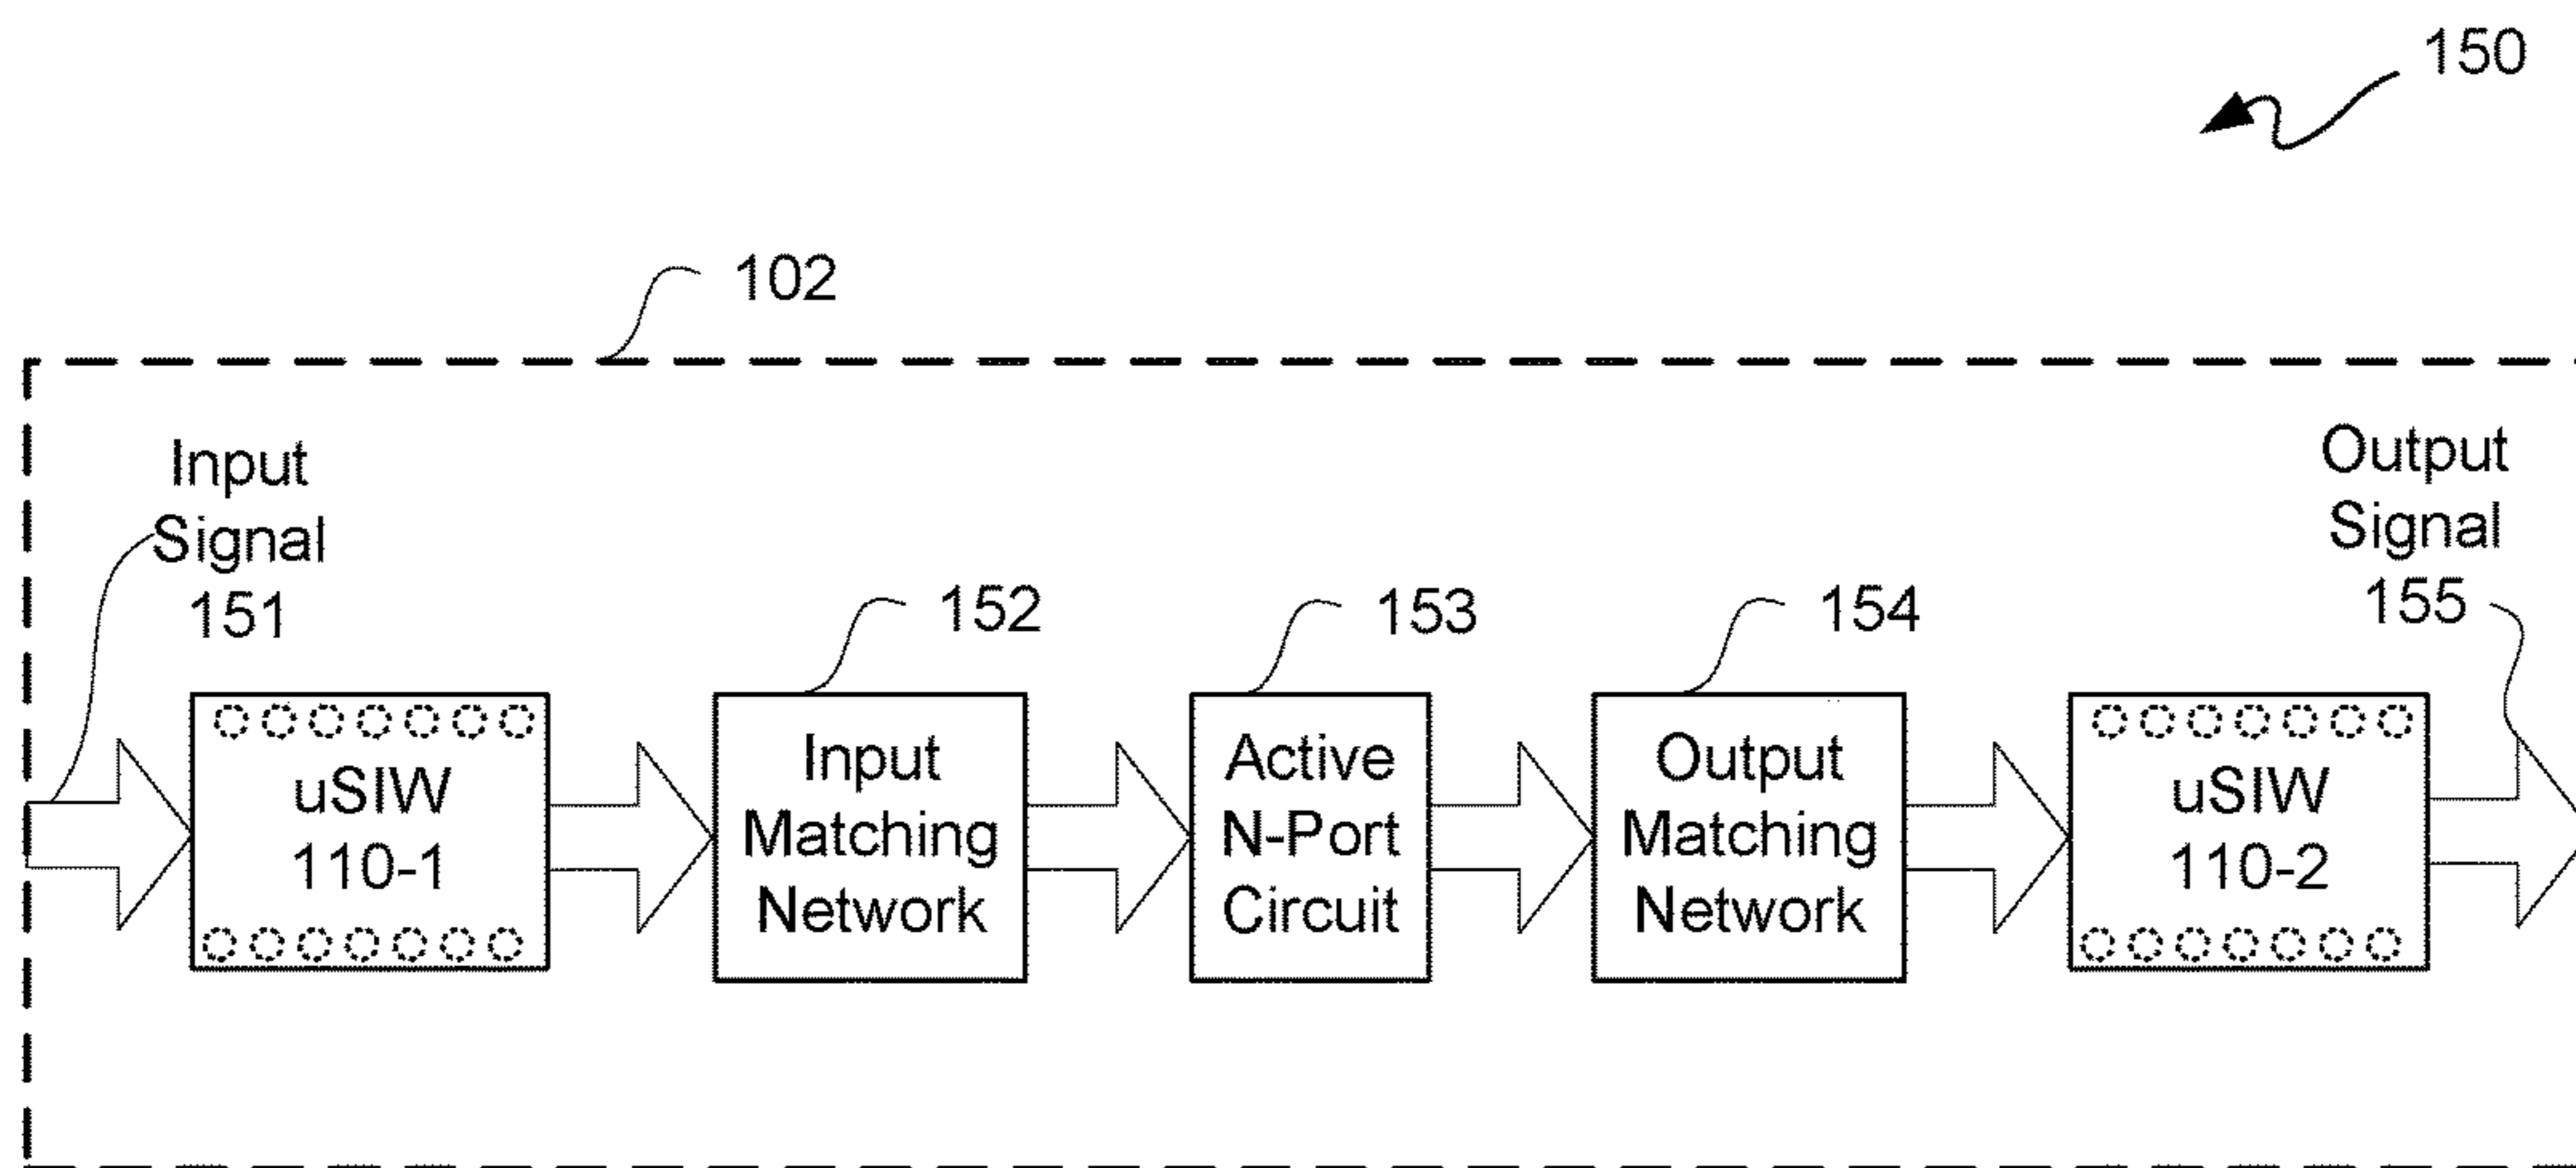 150
102
Input
Signal
151
Output
Signal
155
152
153
154
uSIW
110-1
Input
Matching
Network
Active
N-Port
Circuit
Output
Matching
Network
uSIW
110-2